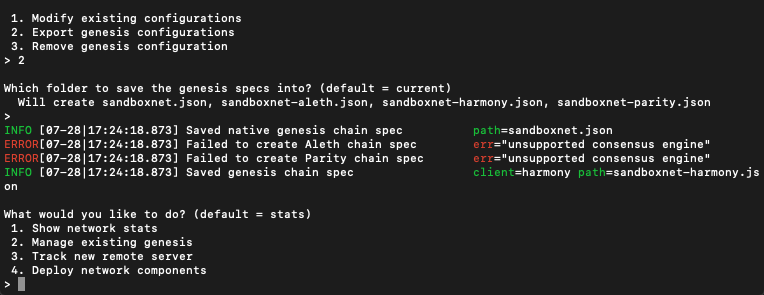 1. Modify existing configurations
2. Export genesis configurations
3. Remove genesis configuration
> 2
Which folder to save the genesis specs into? (default = current)
Will create sandboxnet.json, sandboxnet-aleth.json, sandboxnet-harmony.json, sandboxnet-parity.json
>
INFO [07-28|17:24:18.873] Saved native genesis chain spec path=sandboxnet.json
ERROR[07-28|17:24:18.873] Failed to create Aleth chain spec err="unsupported consensus engine"
ERROR[07-28|17:24:18.873] Failed to create Parity chain spec err="unsupported consensus engine"
INFO [07-28|17:24:18.873] Saved genesis chain spec client=harmony path=sandboxnet-harmony.js
on
What would you like to do? (default = stats)
1. Show network stats
2. Manage existing genesis
3. Track new remote server
4. Deploy network components
>